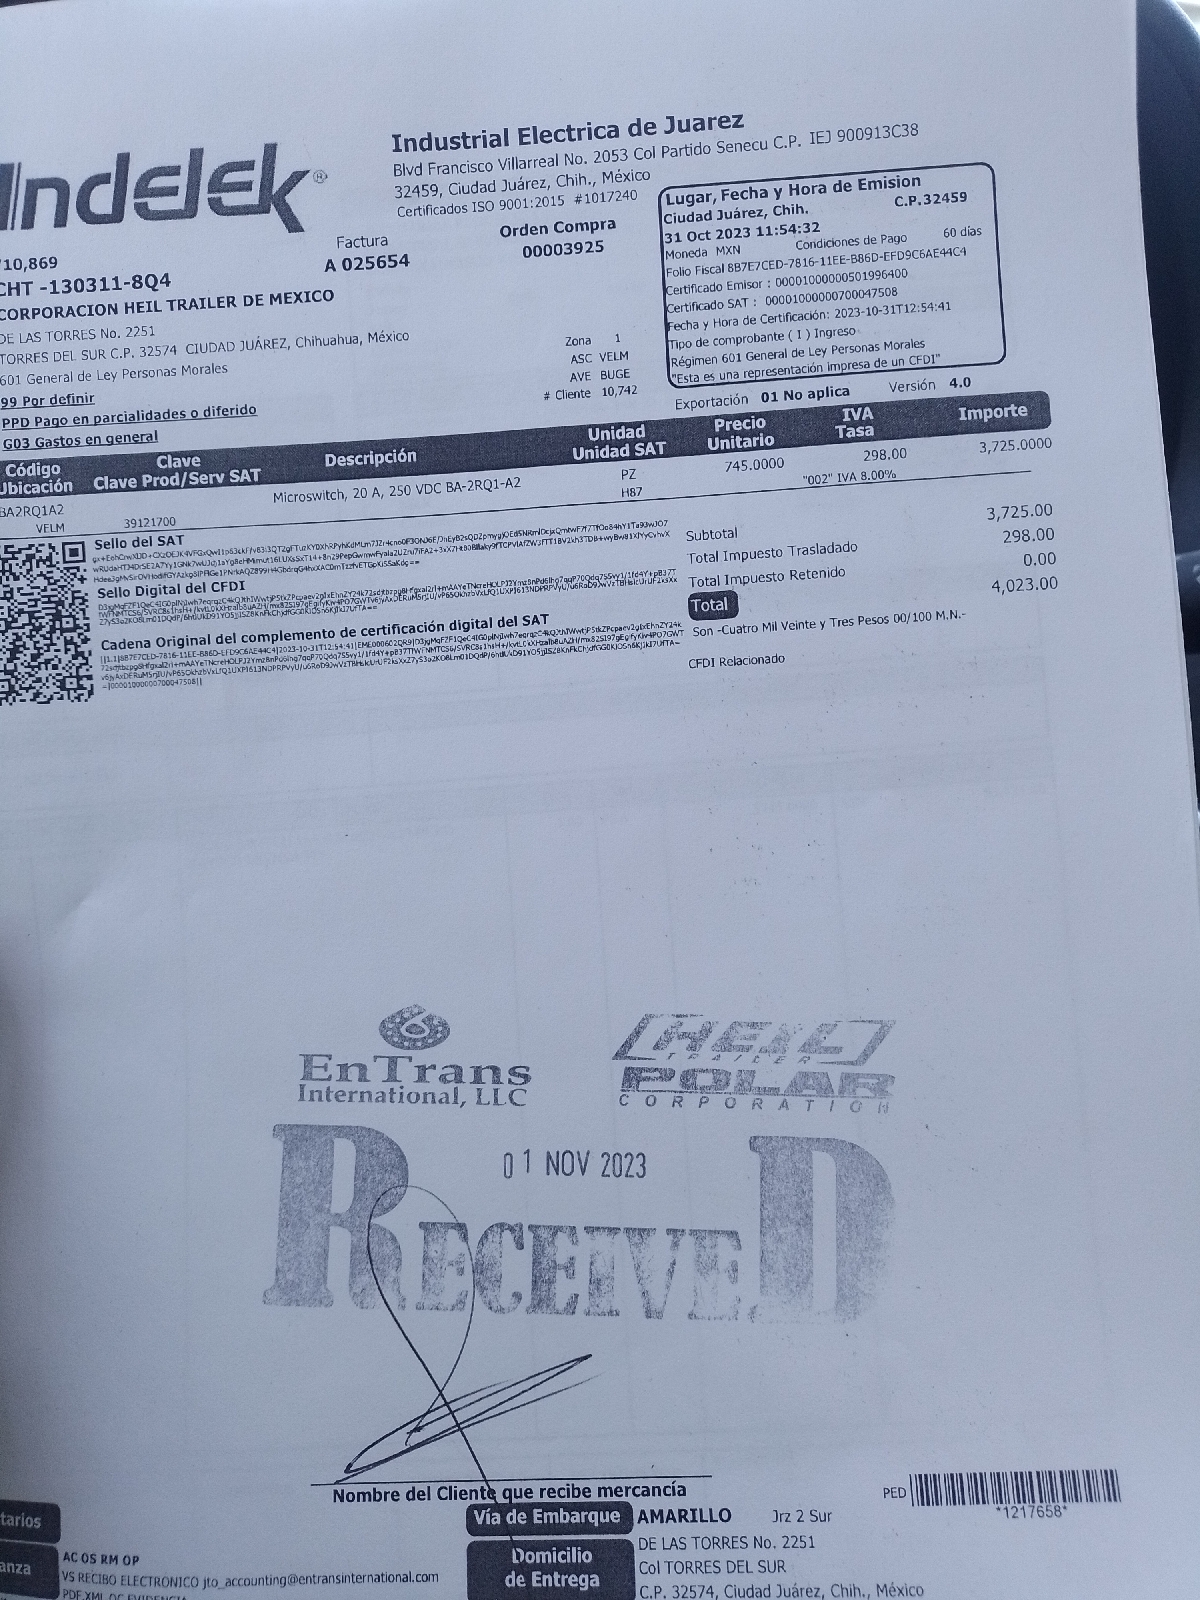 Indelek®
Industrial Electrica de Juarez
Blvd Francisco Villarreal No. 2053 Col Partido Senecu C.P. IEJ 900913C38
32459, Ciudad Juárez, Chih., México
Certificados ISO 9001:2015 #1017240
Factura
A 025654
Orden Compra
00003925
Lugar, Fecha y Hora de Emision
Ciudad Juárez, Chih. C.P.32459
31 Oct 2023 11:54:32
Moneda MXN Condiciones de Pago 60 días
Folio Fiscal 8B7E7CED-7816-11EE-B86D-EFD9C6AE44C4
Certificado Emisor : 00001000000501996400
Certificado SAT : 00001000000700047508
Fecha y Hora de Certificación: 2023-10-31T12:54:41
Tipo de comprobante ( I ) Ingreso
Régimen 601 General de Ley Personas Morales
"Esta es una representación impresa de un CFDI"
10,869
CHT -130311-8Q4
CORPORACION HEIL TRAILER DE MEXICO
DE LAS TORRES No. 2251
TORRES DEL SUR C.P. 32574 CIUDAD JUÁREZ, Chihuahua, México
601 General de Ley Personas Morales
99 Por definir
PPD Pago en parcialidades o diferido
G03 Gastos en general
Zona 1
ASC VELM
AVE BUGE
# Cliente 10,742
Exportación 01 No aplica Versión 4.0
Código Ubicación
Clave
Clave Prod/Serv SAT
Descripción
Unidad
Unidad SAT
Precio
Unitario
IVA
Tasa
Importe
BA2RQ1A2
VELM
39121700
Microswitch, 20 A, 250 VDC BA-2RQ1-A2
PZ
H87
745.0000
298.00
"002" IVA 8.00%
3,725.0000
Sello del SAT
Sello Digital del CFDI
Cadena Original del complemento de certificación digital del SAT
=|00001000000700047508||
Subtotal 3,725.00
Total Impuesto Trasladado 298.00
Total Impuesto Retenido 0.00
Total 4,023.00
Son -Cuatro Mil Veinte y Tres Pesos 00/100 M.N.-
CFDI Relacionado
EnTrans
International, LLC
HEIL
TRAILER
POLAR
CORPORATION
RECEIVED
01 NOV 2023
Nombre del Cliente que recibe mercancía
PED
*1217658*
Vía de Embarque AMARILLO Jrz 2 Sur
Domicilio
de Entrega
DE LAS TORRES No. 2251
Col TORRES DEL SUR
C.P. 32574, Ciudad Juárez, Chih., México
tarios
anza
AC OS RM OP
VS RECIBO ELECTRONICO jto_accounting@entransinternational.com